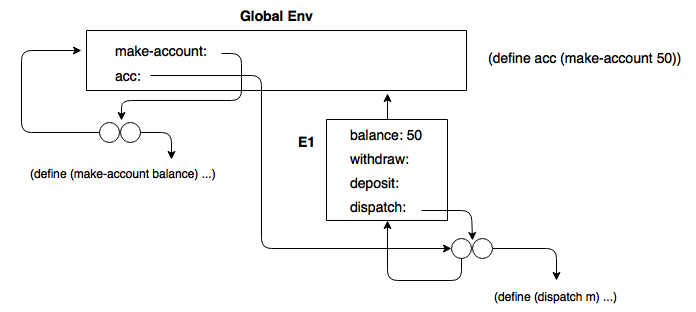 Global Env
make-account:
acc:
(define acc (make-account 50))
E1
balance: 50
withdraw:
deposit:
dispatch:
(define (make-account balance) ...)
(define (dispatch m) ...)